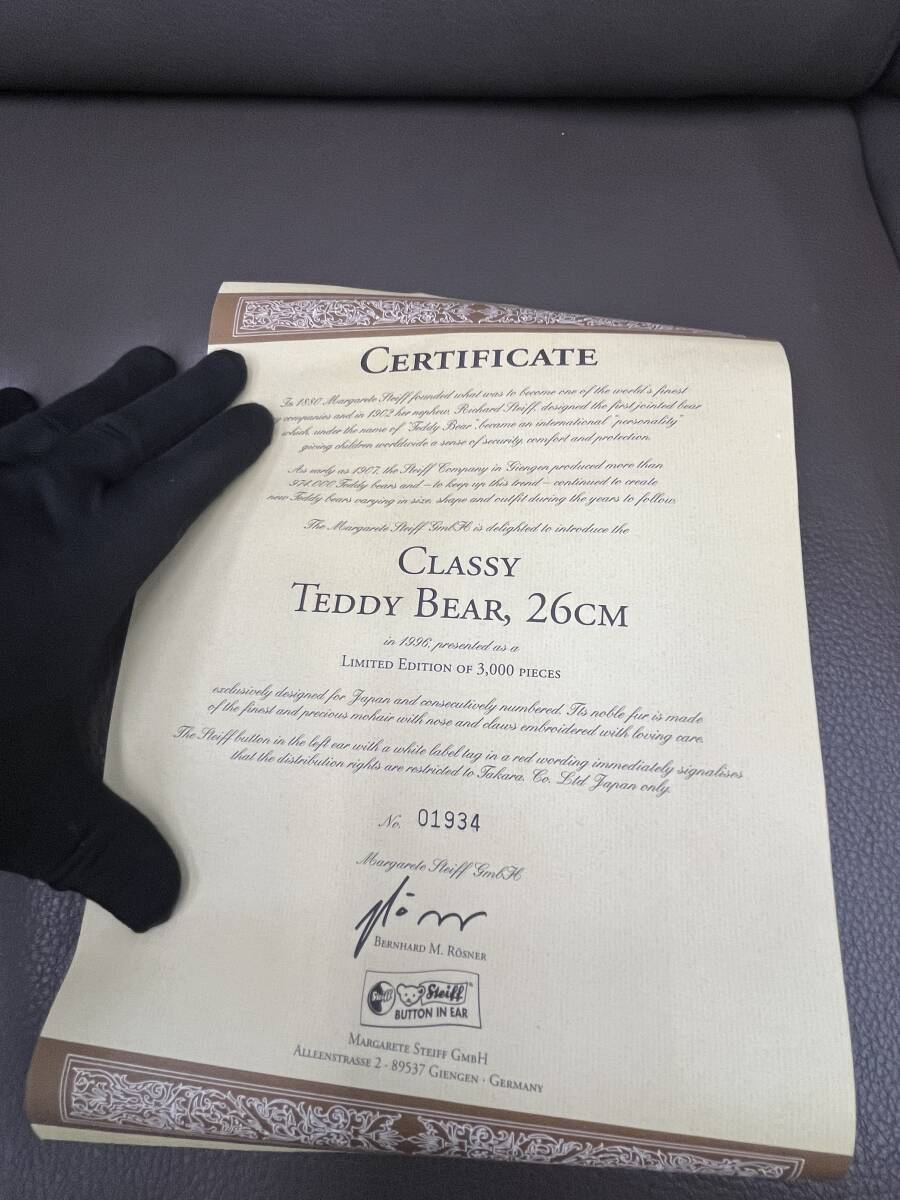 CERTIFICATE
In 1880 Margarete Steiff founded what was to become one of the world's finest
companies and in 1902 her nephew, Richard Steiff, designed the first jointed bear
which, under the name of "Teddy Bear" became an international "personality"
giving children worldwide a sense of security, comfort and protection.
As early as 1907, the Steiff Company in Giengen produced more than
974.000 Teddy bears and – to keep up this trend – continued to create
new Teddy bears varying in size, shape and outfit during the years to follow.
The Margarete Steiff GmbH is delighted to introduce the
CLASSY
TEDDY BEAR, 26CM
in 1996, presented as a
LIMITED EDITION OF 3,000 PIECES
exclusively designed for Japan and consecutively numbered. Its noble fur is made
of the finest and precious mohair with nose and claws embroidered with loving care.
The Steiff button in the left ear with a white label tag in a red wording immediately signalises
that the distribution rights are restricted to Takara. Co. Ltd Japan only.
No. 01934
Margarete Steiff GmbH
BERNHARD M. RÖSNER
Steiff Steiff
BUTTON IN EAR
MARGARETE STEIFF GMBH
ALLEENSTRASSE 2 · 89537 GIENGEN · GERMANY